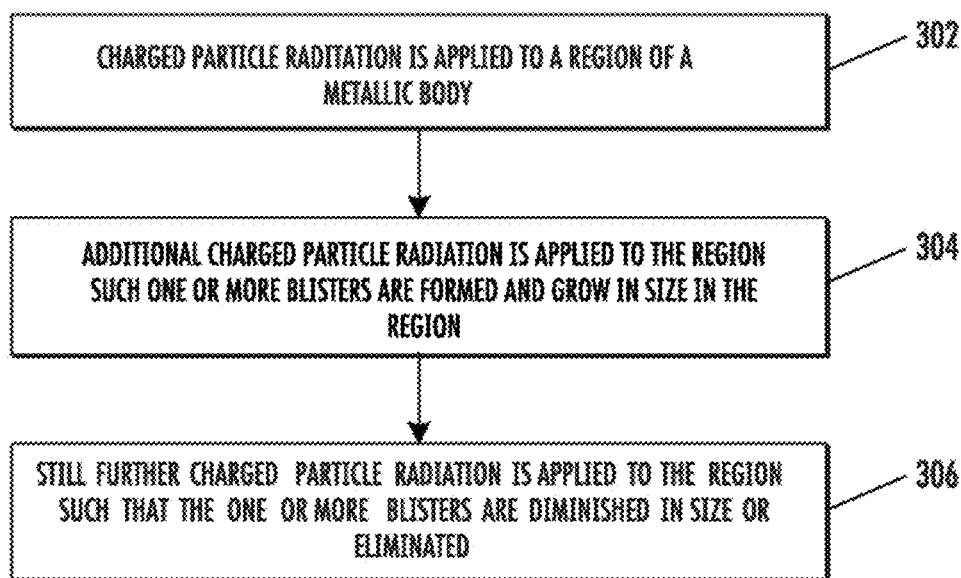 CHARGED PARTICLE RADITATION IS APPLIED TO A REGION OF A
METALLIC BODY
302
ADDITIONAL CHARGED PARTICLE RADIATION IS APPLIED TO THE REGION
SUCH ONE OR MORE BLISTERS ARE FORMED AND GROW IN SIZE IN THE
REGION
304
STILL FURTHER CHARGED PARTICLE RADIATION IS APPLIED TO THE REGION
SUCH THAT THE ONE OR MORE BLISTERS ARE DIMINISHED IN SIZE OR
ELIMINATED
306